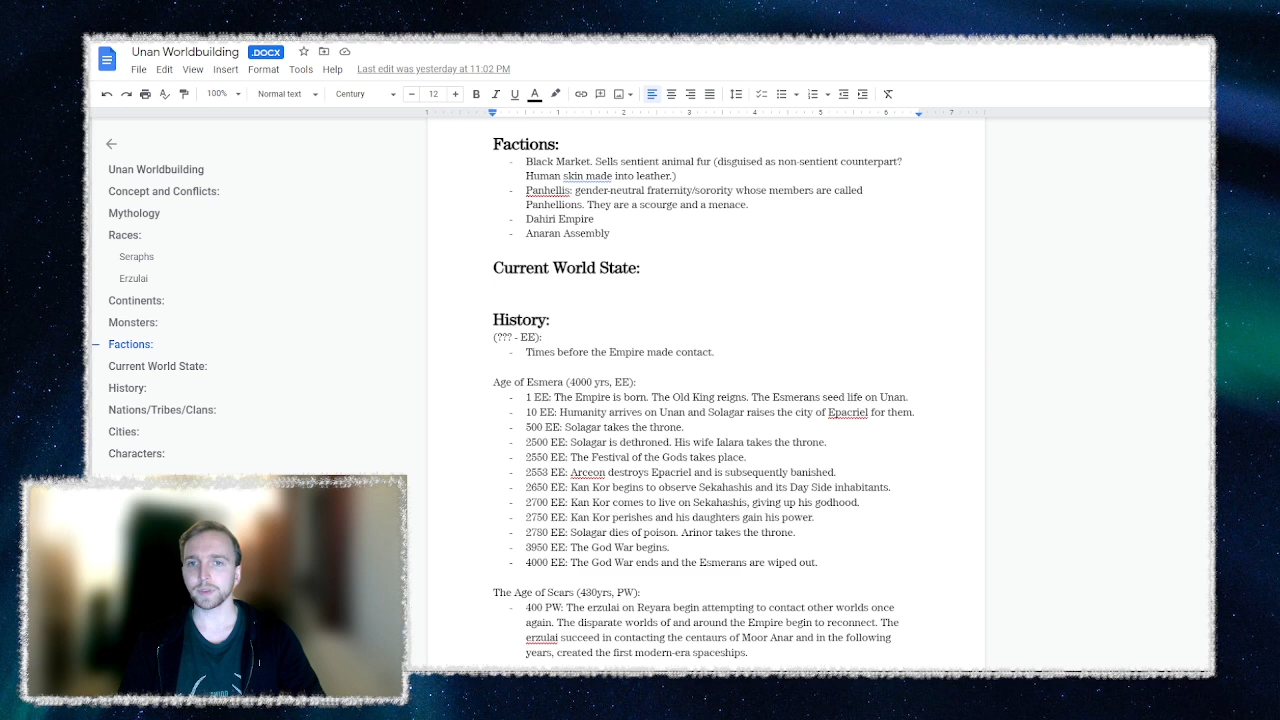 Unan Worldbuilding .DOCX
File Edit View Insert Format Tools Help Last edit was yesterday at 11:02 PM
100% Normal text Century 12 B I U A
1 1 2 3 4 5 6 7
Unan Worldbuilding
Concept and Conflicts:
Mythology
Races:
Seraphs
Erzulai
Continents:
Monsters:
Factions:
Current World State:
History:
Nations/Tribes/Clans:
Cities:
Characters:
Factions:
- Black Market. Sells sentient animal fur (disguised as non-sentient counterpart?
Human skin made into leather.)
- Panhellis: gender-neutral fraternity/sorority whose members are called
Panhellions. They are a scourge and a menace.
- Dahiri Empire
- Anaran Assembly
Current World State:
History:
(??? - EE):
- Times before the Empire made contact.
Age of Esmera (4000 yrs, EE):
- 1 EE: The Empire is born. The Old King reigns. The Esmerans seed life on Unan.
- 10 EE: Humanity arrives on Unan and Solagar raises the city of Epacriel for them.
- 500 EE: Solagar takes the throne.
- 2500 EE: Solagar is dethroned. His wife Ialara takes the throne.
- 2550 EE: The Festival of the Gods takes place.
- 2553 EE: Arceon destroys Epacriel and is subsequently banished.
- 2650 EE: Kan Kor begins to observe Sekahashis and its Day Side inhabitants.
- 2700 EE: Kan Kor comes to live on Sekahashis, giving up his godhood.
- 2750 EE: Kan Kor perishes and his daughters gain his power.
- 2780 EE: Solagar dies of poison. Arinor takes the throne.
- 3950 EE: The God War begins.
- 4000 EE: The God War ends and the Esmerans are wiped out.
The Age of Scars (430yrs, PW):
- 400 PW: The erzulai on Reyara begin attempting to contact other worlds once
again. The disparate worlds of and around the Empire begin to reconnect. The
erzulai succeed in contacting the centaurs of Moor Anar and in the following
years, created the first modern-era spaceships.